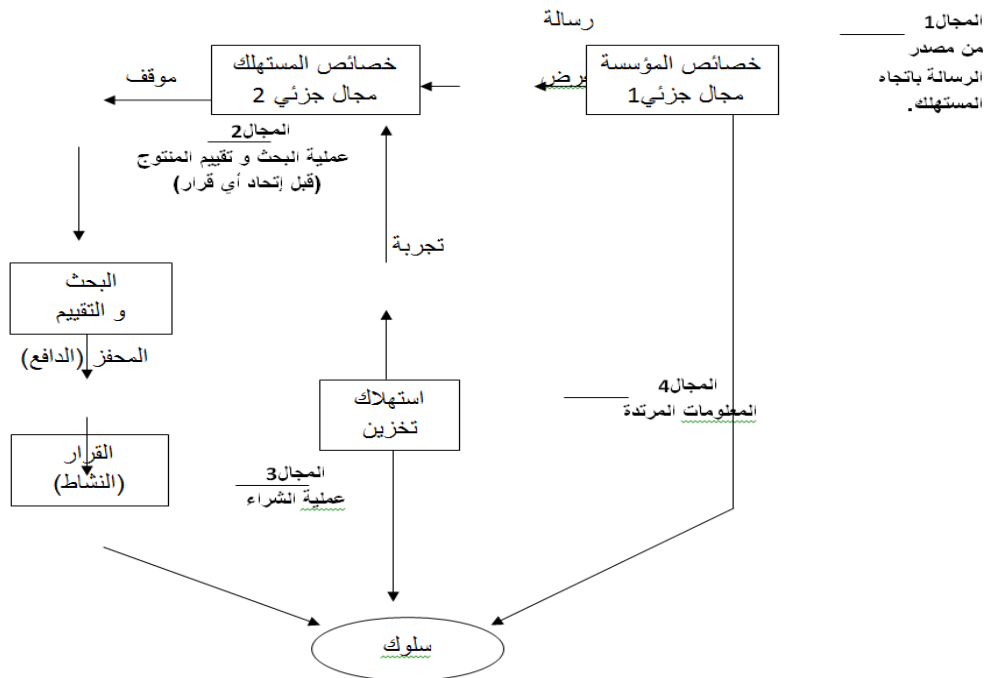 رسالة
المجال1
من مصدر
الرسالة باتجاه
المستهلك.
خصائص المؤسسة
مجال جزئي1
خصائص المستهلك
مجال جزئي 2
موقف
المجال2
عملية البحث و تقييم المنتوج
(قبل إتحاد أي قرار)
تجربة
البحث
و التقييم
المحفز (الدافع)
المجال4
المعلومات المرتدة
استهلاك
تخزين
القرار
(النشاط)
المجال3
عملية الشراء
سلوك